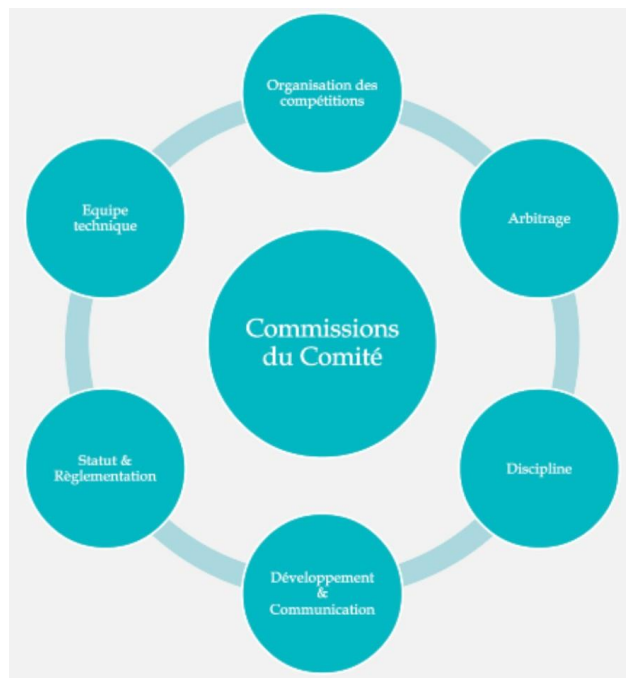 Organisation des
compétitions
Equipe
technique
Arbitrage
Commissions
du Comité
Statut &
Règlementation
Discipline
Développement
&
Communication